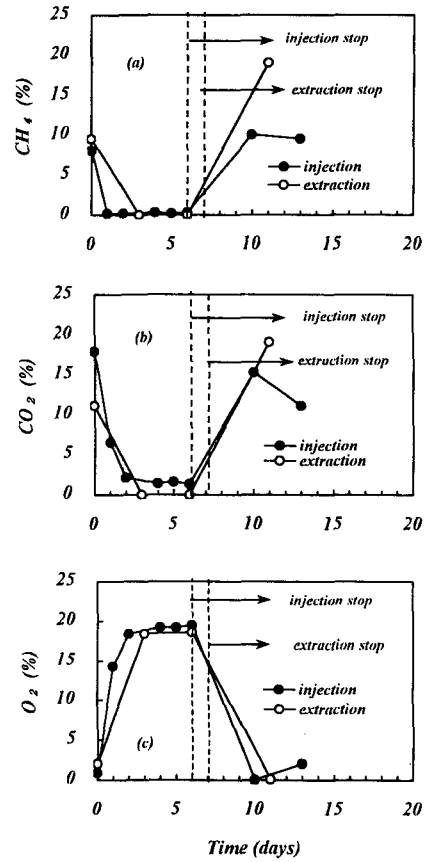 25
20
15
10
5
0
CH₄ (%)
(a)
injection stop
extraction stop
injection
extraction
0 5 10 15 20
25
20
15
10
5
0
CO₂ (%)
(b)
injection stop
extraction stop
injection
extraction
0 5 10 15 20
25
20
15
10
5
0
O₂ (%)
(c)
injection stop
extraction stop
injection
extraction
0 5 10 15 20
Time (days)